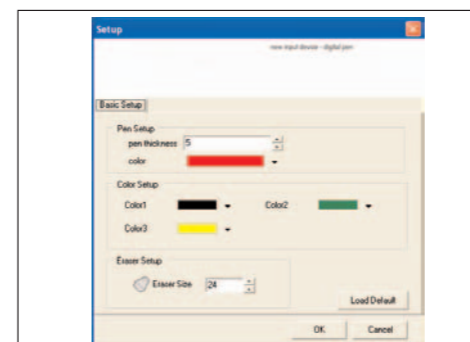 Setup
new input device - digital pen
Basic Setup
Pen Setup
pen thickness 5
color
Color Setup
Color1 Color2
Color3
Eraser Setup
Eraser Size 24
Load Default
OK Cancel